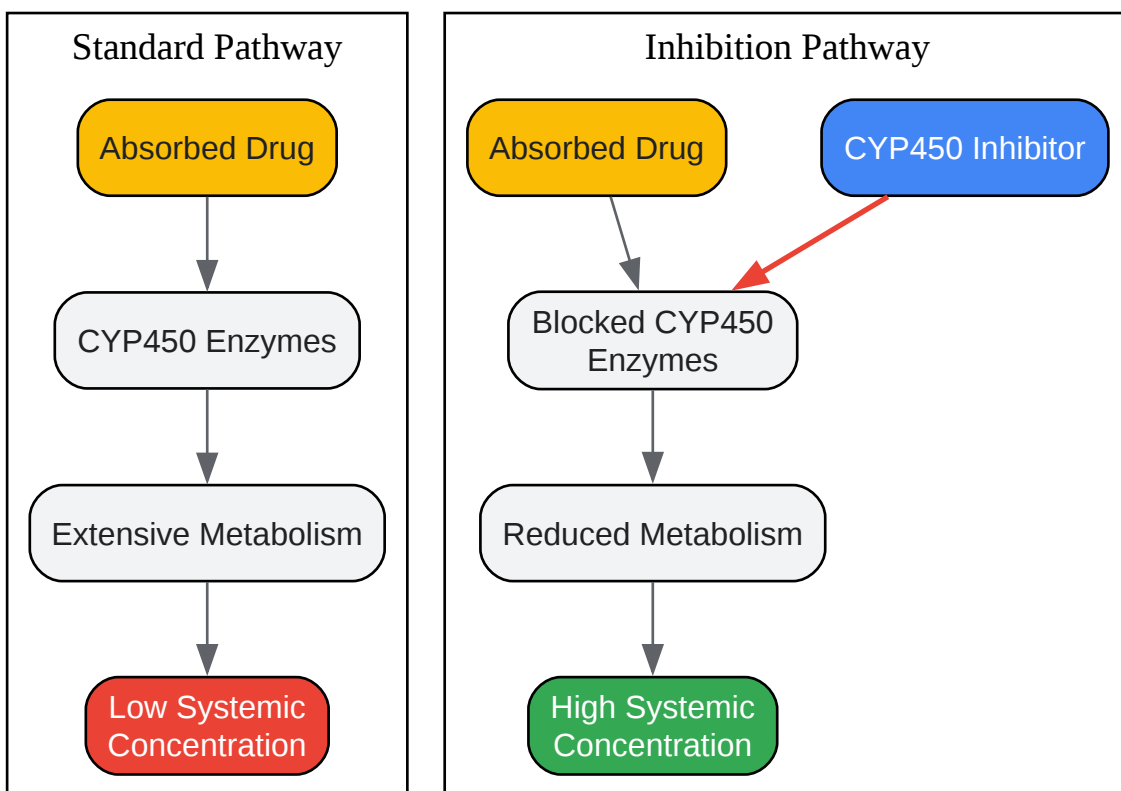 Standard Pathway
Absorbed Drug
CYP450 Enzymes
Extensive Metabolism
Low Systemic
Concentration
Inhibition Pathway
Absorbed Drug
CYP450 Inhibitor
Blocked CYP450
Enzymes
Reduced Metabolism
High Systemic
Concentration